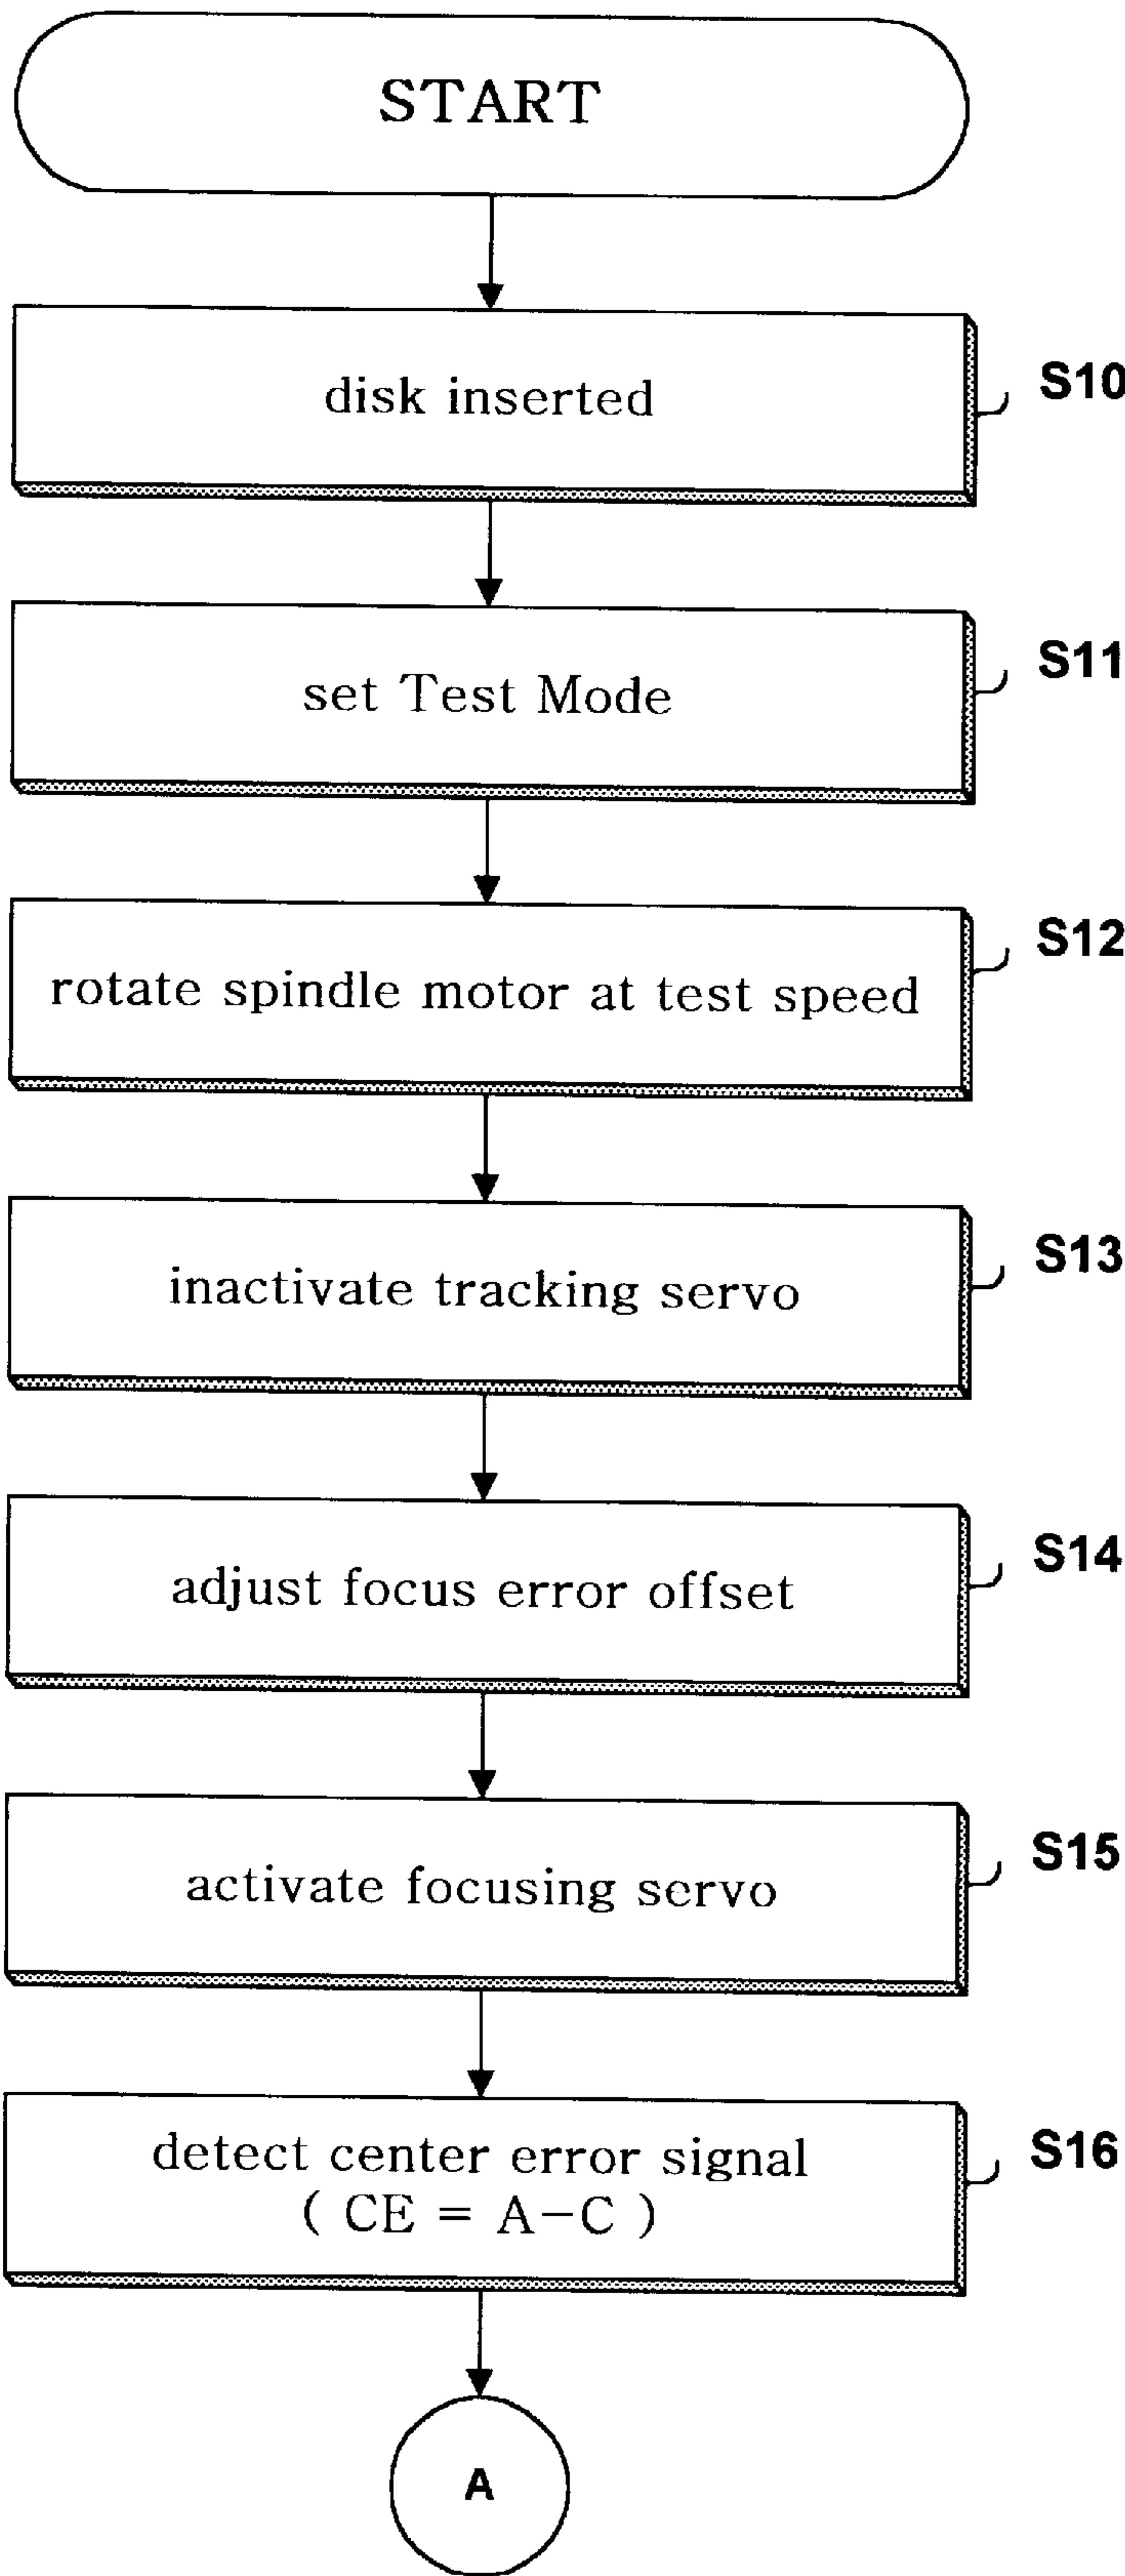 START
disk inserted
S10
set Test Mode
S11
rotate spindle motor at test speed
S12
inactivate tracking servo
S13
adjust focus error offset
S14
activate focusing servo
S15
detect center error signal
( CE = A-C )
S16
A